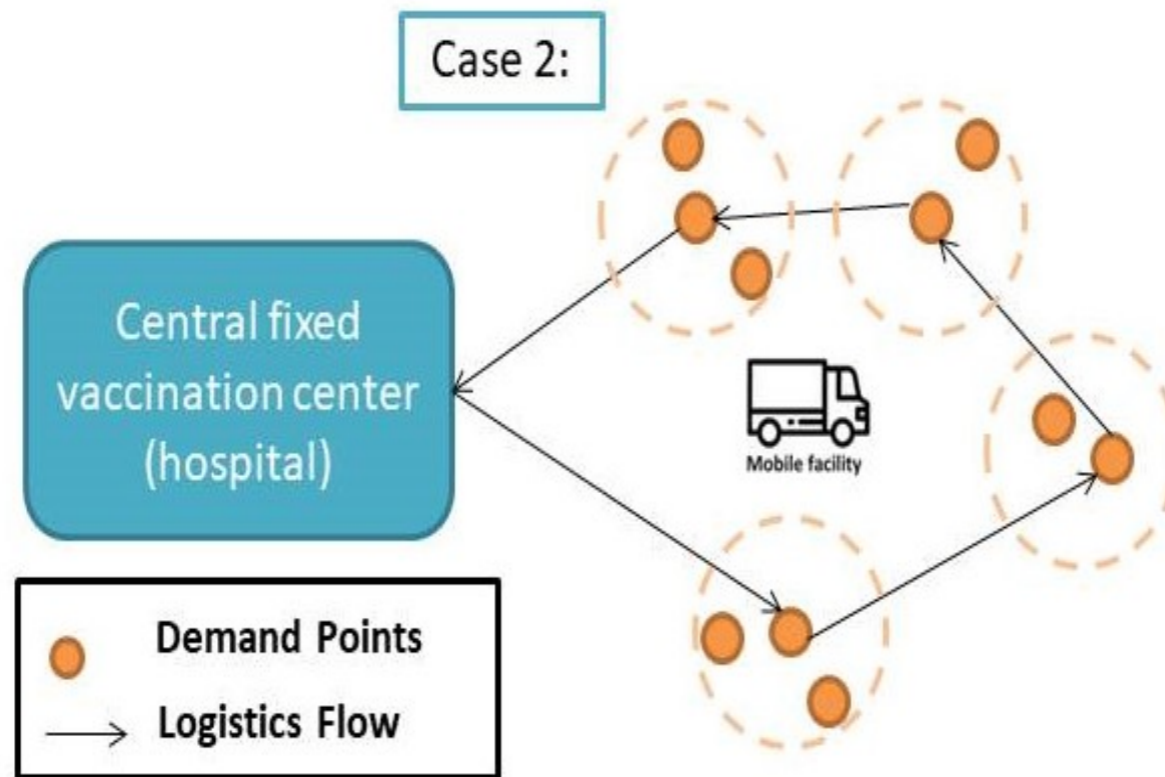 Case 2:
Central fixed
vaccination center
(hospital)
Mobile facility
Demand Points
Logistics Flow